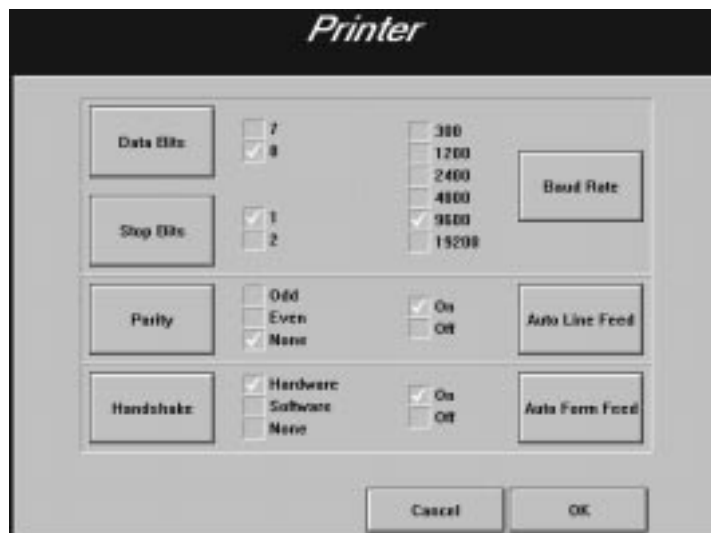 Printer
Data Bits
7
8
Stop Bits
1
2
300
1200
2400
4800
9600
19200
Baud Rate
Parity
Odd
Even
None
On
Off
Auto Line Feed
Handshake
Hardware
Software
None
On
Off
Auto Form Feed
Cancel
OK